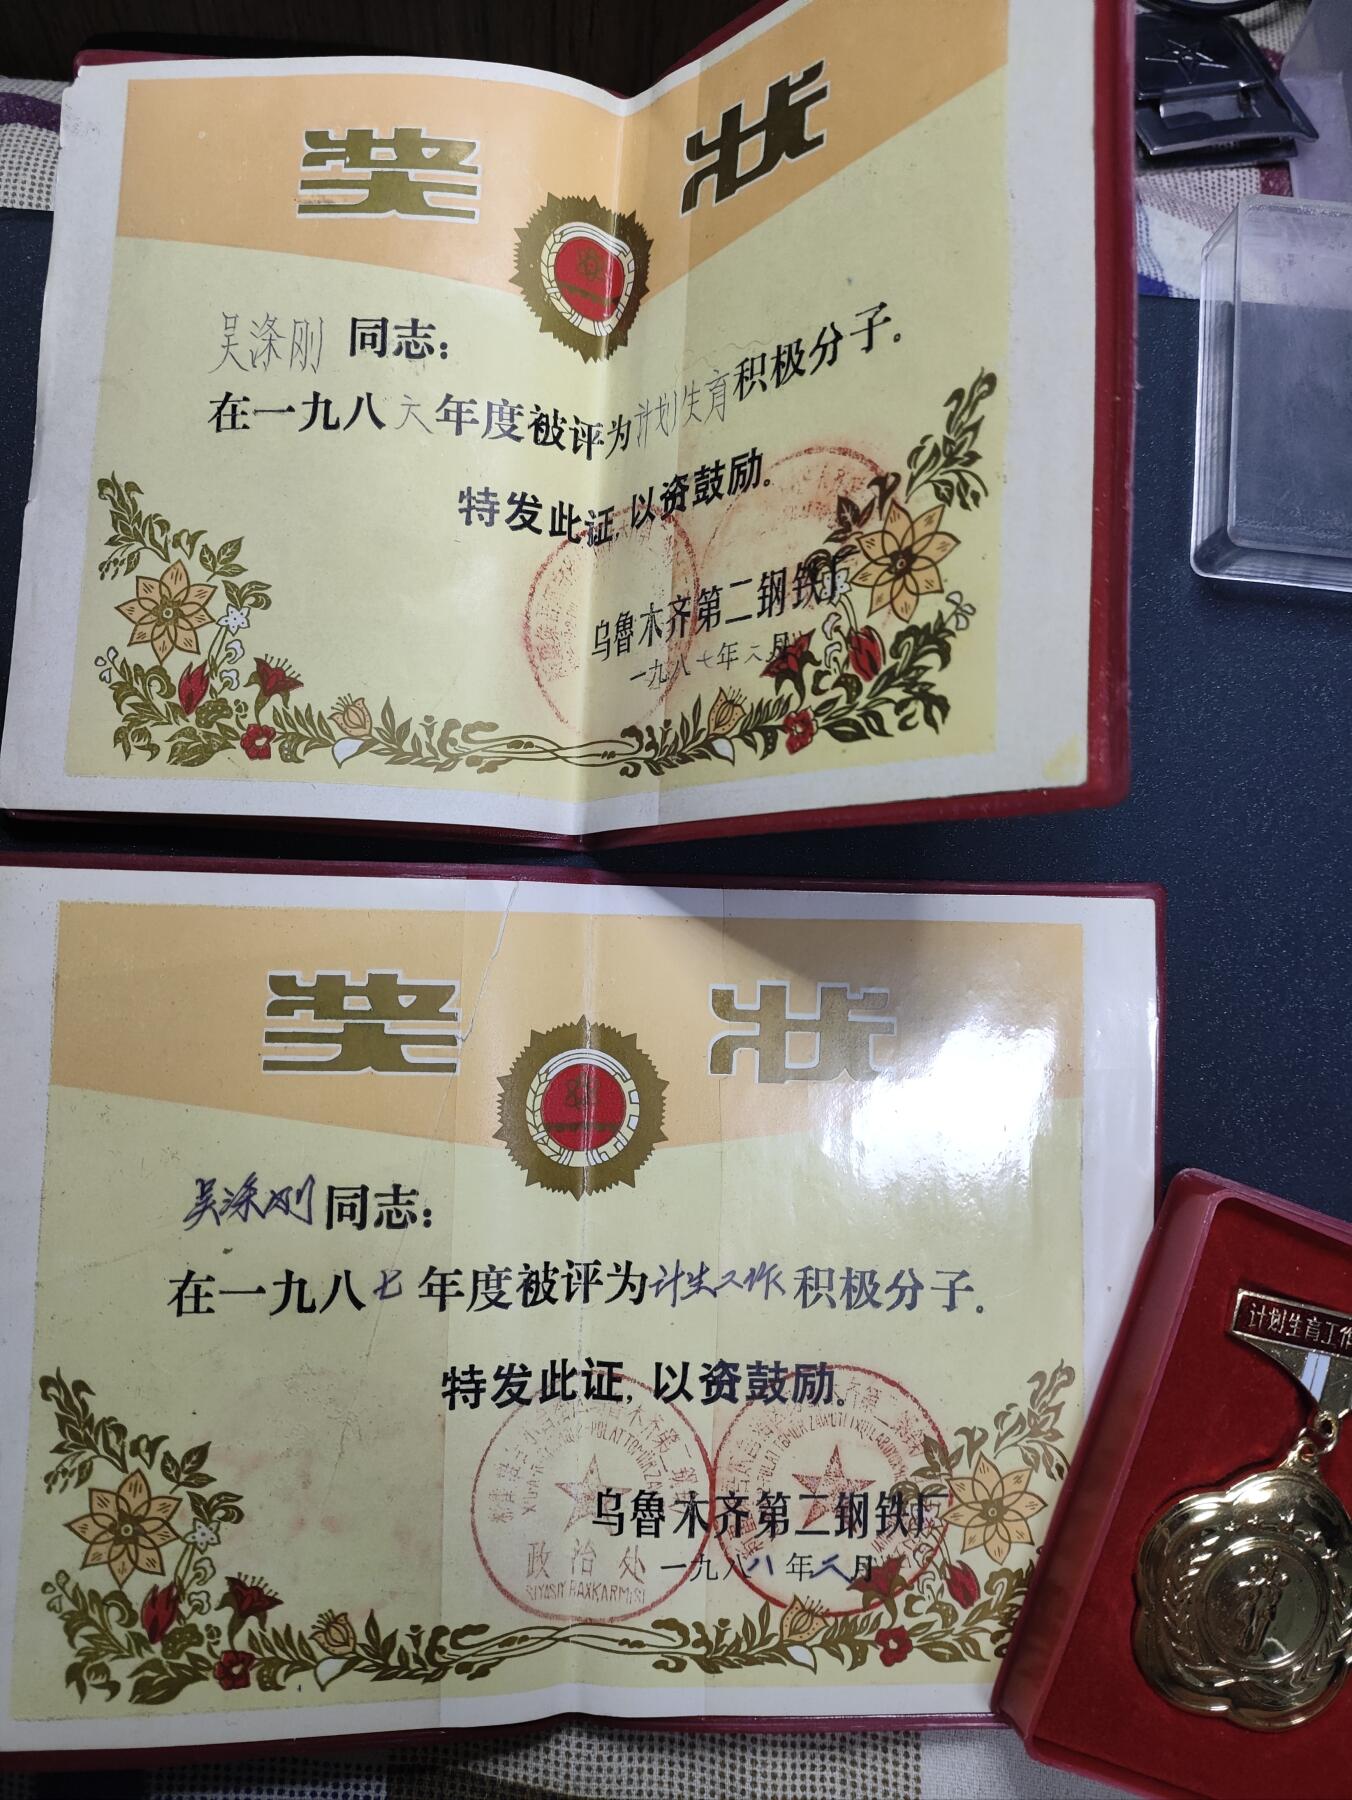 奖 状
吴涤刚 同志：
在一九八六年度被评为计划生育积极分子。
特发此证，以资鼓励。
乌鲁木齐第二钢铁厂
一九八七年二月
奖 状
吴涤刚 同志：
在一九八七年度被评为计生工作积极分子。
特发此证，以资鼓励。
乌鲁木齐第二钢铁厂
政治处
一九八八年二月
计划生育工作